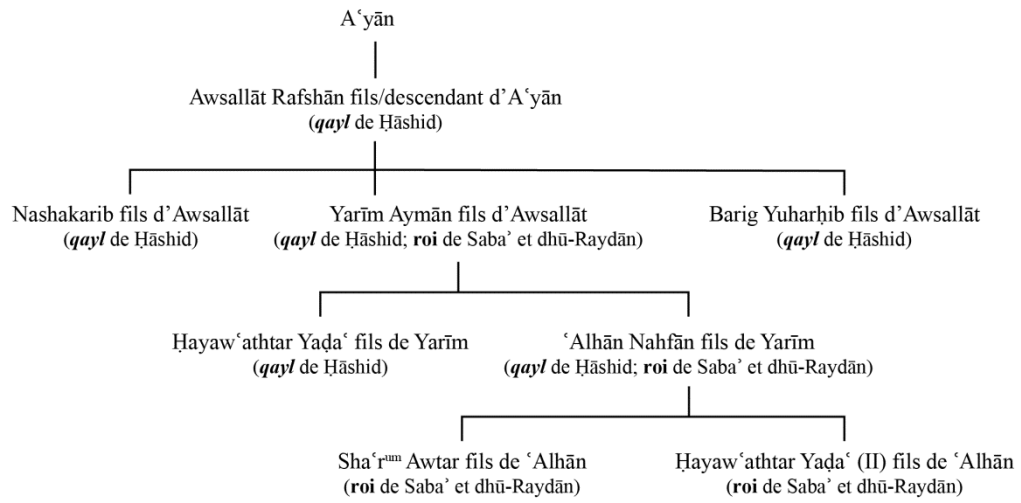 Aʿyān
Awsallāt Rafshān fils/descendant d’Aʿyān
(qayl de Ḥāshid)
Nashakarib fils d’Awsallāt
(qayl de Ḥāshid)
Yarīm Aymān fils d’Awsallāt
(qayl de Ḥāshid; roi de Sabaʾ et dhū-Raydān)
Barig Yuharḥib fils d’Awsallāt
(qayl de Ḥāshid)
Ḥayawʿathtar Yaḍaʿ fils de Yarīm
(qayl de Ḥāshid)
ʿAlhān Nahfān fils de Yarīm
(qayl de Ḥāshid; roi de Sabaʾ et dhū-Raydān)
Shaʿrᵘᵐ Awtar fils de ʿAlhān
(roi de Sabaʾ et dhū-Raydān)
Ḥayawʿathtar Yaḍaʿ (II) fils de ʿAlhān
(roi de Sabaʾ et dhū-Raydān)